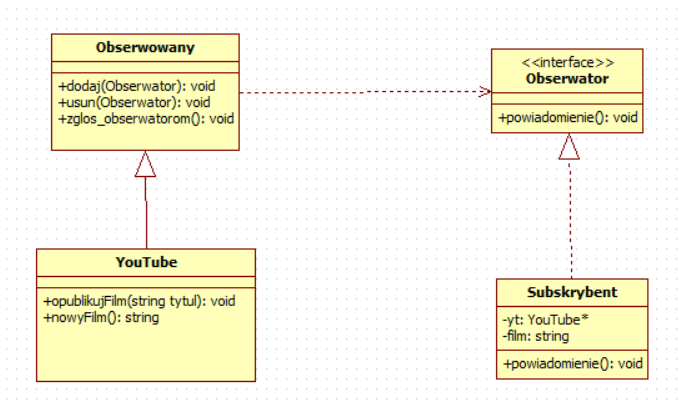 Obserwowany
+dodaj(Obserwator): void
+usun(Obserwator): void
+zglos_obserwatorom(): void
<<interface>>
Obserwator
+powiadomienie(): void
YouTube
+opublikujFilm(string tytul): void
+nowyFilm(): string
Subskrybent
-yt: YouTube*
-film: string
+powiadomienie(): void